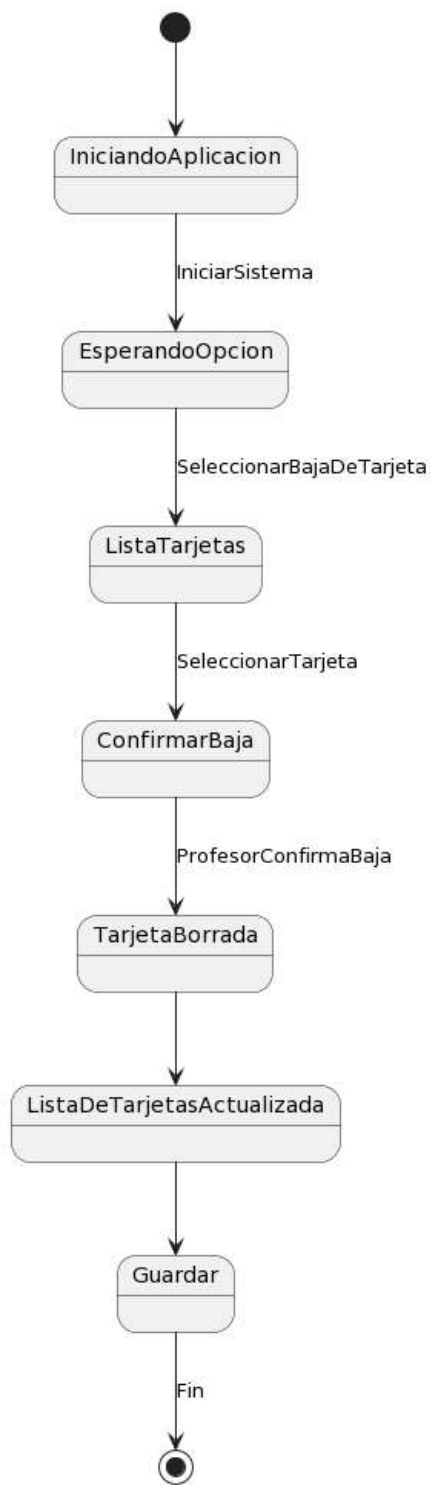 IniciandoAplicacion
IniciarSistema
EsperandoOpcion
SeleccionarBajaDeTarjeta
ListaTarjetas
SeleccionarTarjeta
ConfirmarBaja
ProfesorConfirmaBaja
TarjetaBorrada
ListaDeTarjetasActualizada
Guardar
Fin